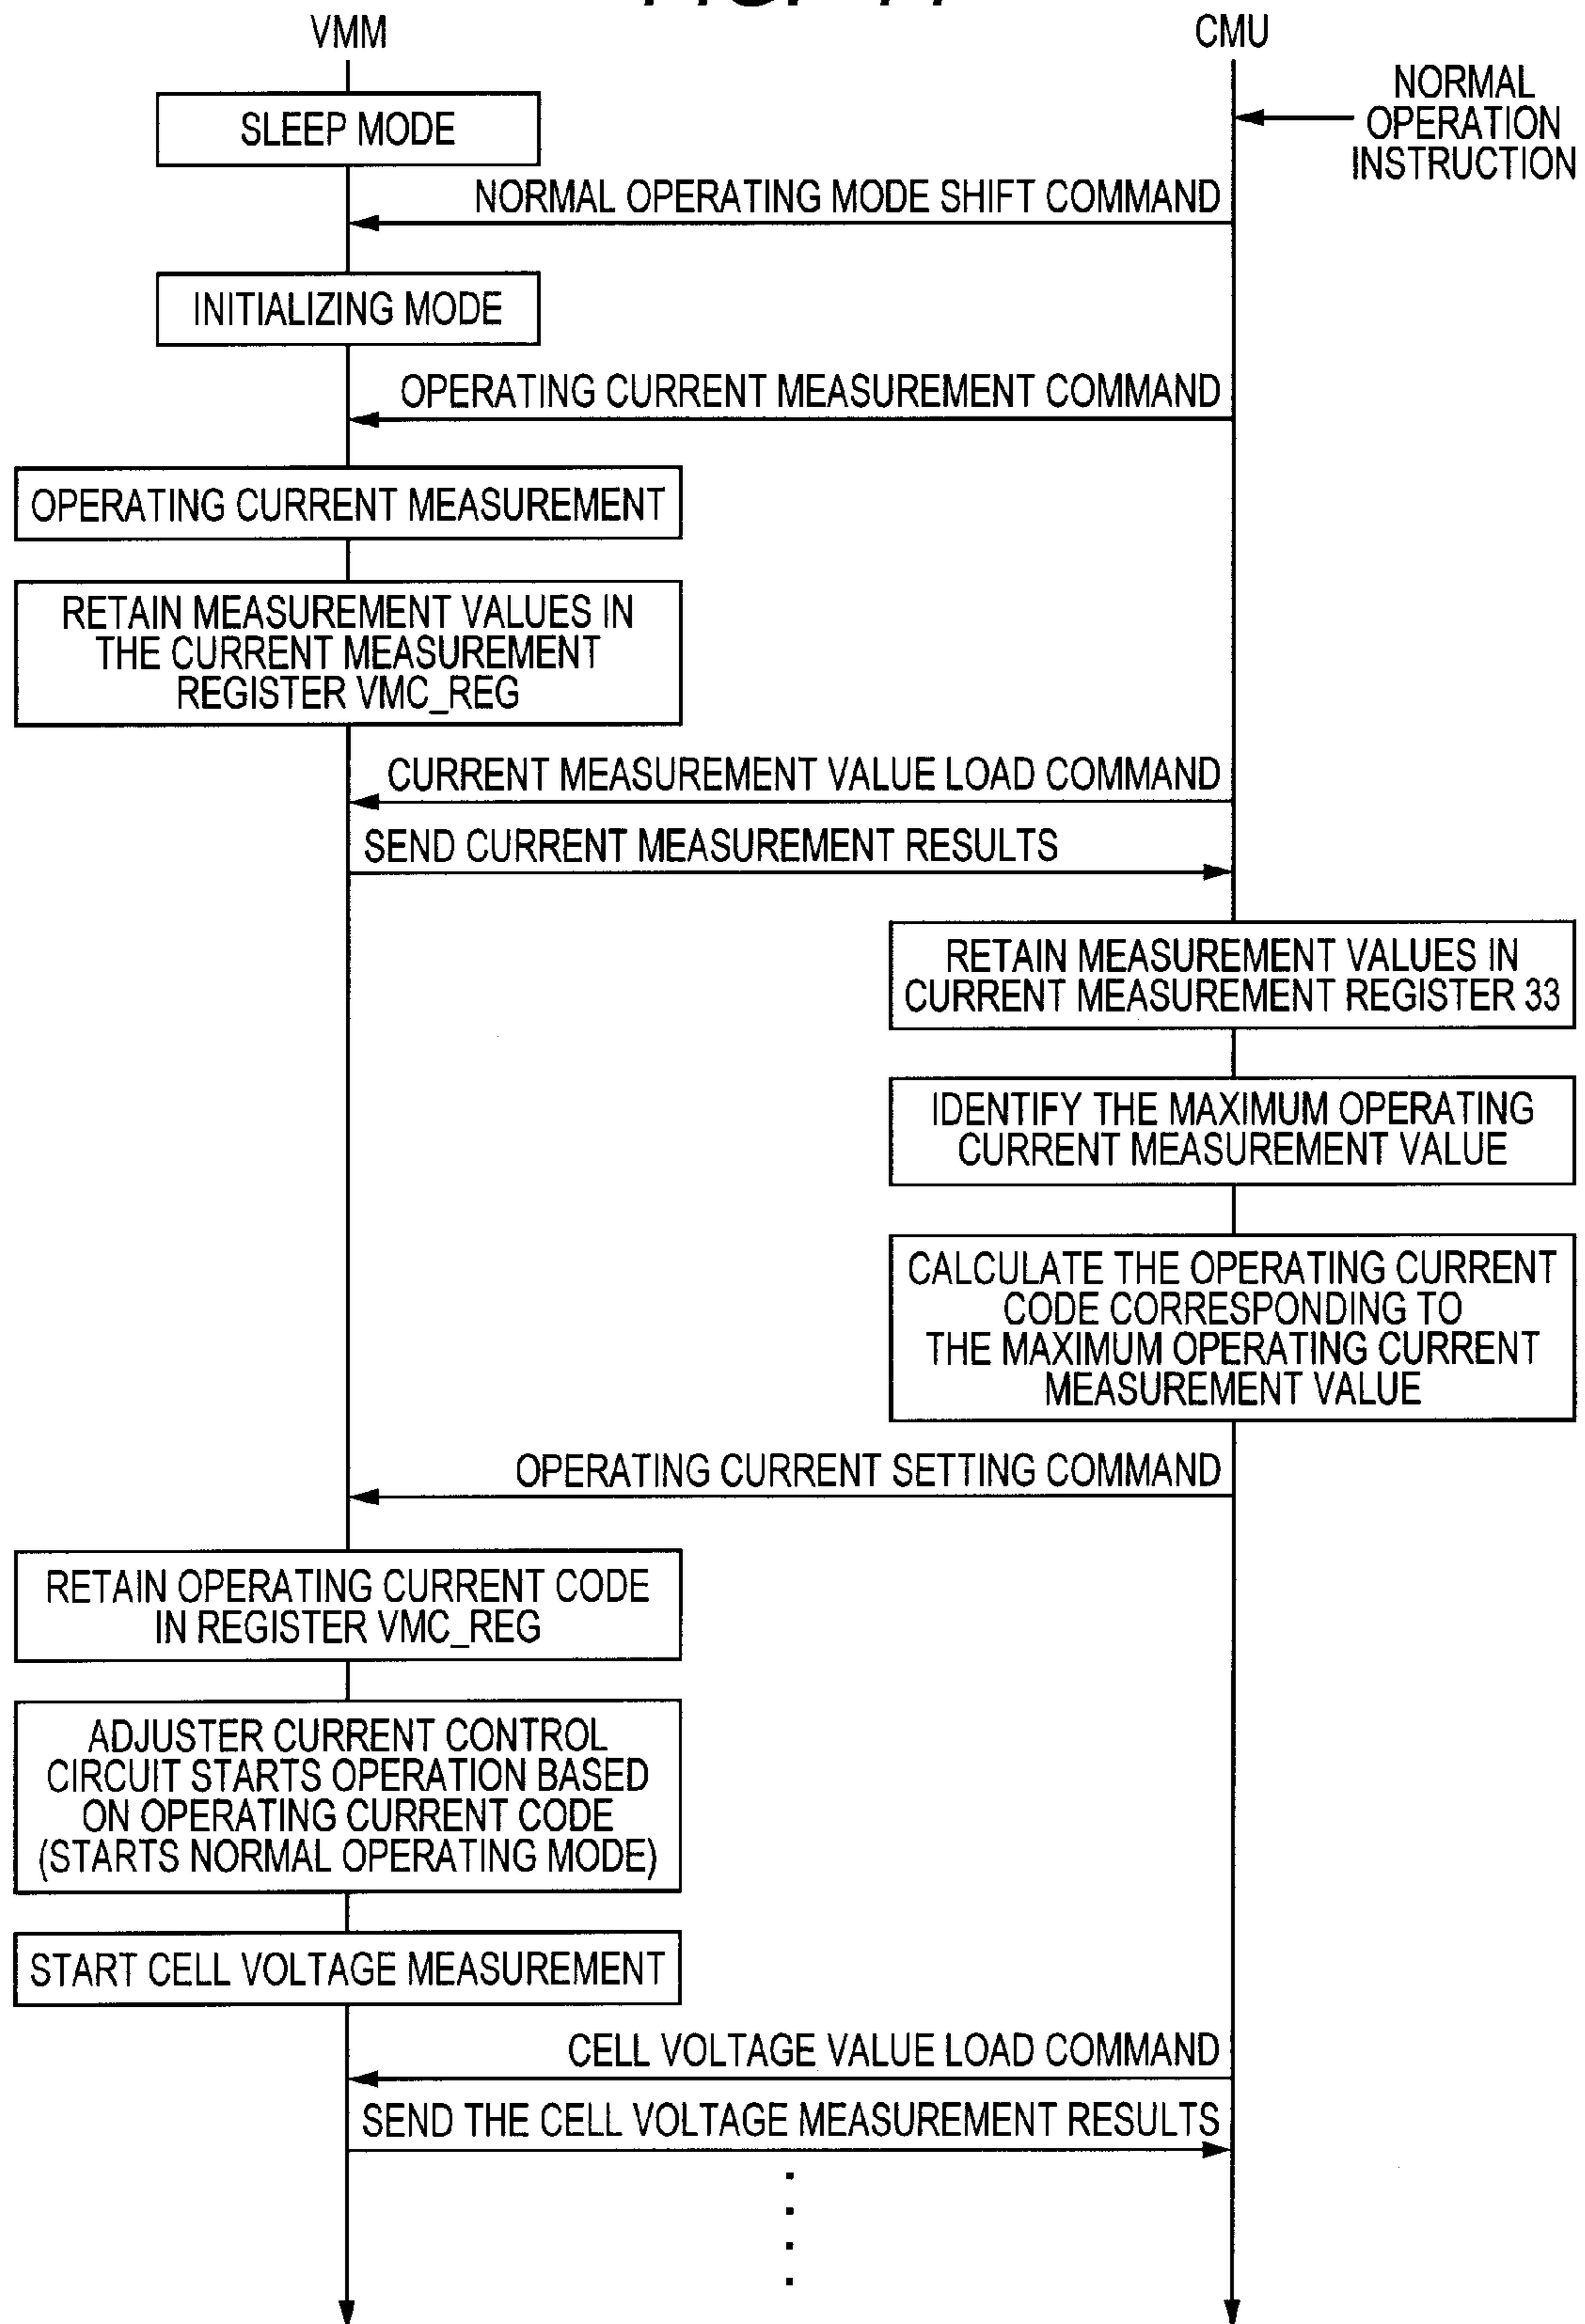 VMM
CMU
NORMAL
OPERATION
INSTRUCTION
SLEEP MODE
NORMAL OPERATING MODE SHIFT COMMAND
INITIALIZING MODE
OPERATING CURRENT MEASUREMENT COMMAND
OPERATING CURRENT MEASUREMENT
RETAIN MEASUREMENT VALUES IN
THE CURRENT MEASUREMENT
REGISTER VMC_REG
CURRENT MEASUREMENT VALUE LOAD COMMAND
SEND CURRENT MEASUREMENT RESULTS
RETAIN MEASUREMENT VALUES IN
CURRENT MEASUREMENT REGISTER 33
IDENTIFY THE MAXIMUM OPERATING
CURRENT MEASUREMENT VALUE
CALCULATE THE OPERATING CURRENT
CODE CORRESPONDING TO
THE MAXIMUM OPERATING CURRENT
MEASUREMENT VALUE
OPERATING CURRENT SETTING COMMAND
RETAIN OPERATING CURRENT CODE
IN REGISTER VMC_REG
ADJUSTER CURRENT CONTROL
CIRCUIT STARTS OPERATION BASED
ON OPERATING CURRENT CODE
(STARTS NORMAL OPERATING MODE)
START CELL VOLTAGE MEASUREMENT
CELL VOLTAGE VALUE LOAD COMMAND
SEND THE CELL VOLTAGE MEASUREMENT RESULTS